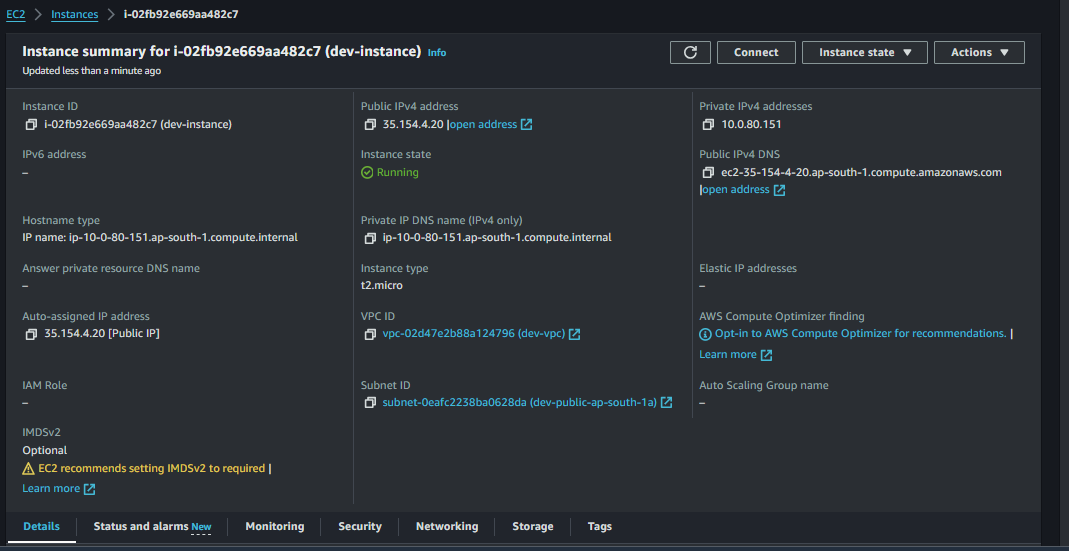 EC2 > Instances > i-02fb92e669aa482c7
Instance summary for i-02fb92e669aa482c7 (dev-instance) Info
Updated less than a minute ago
Connect
Instance state
Actions
Instance ID
i-02fb92e669aa482c7 (dev-instance)
Public IPv4 address
35.154.4.20 |open address
Private IPv4 addresses
10.0.80.151
IPv6 address
–
Instance state
Running
Public IPv4 DNS
ec2-35-154-4-20.ap-south-1.compute.amazonaws.com
|open address
Hostname type
IP name: ip-10-0-80-151.ap-south-1.compute.internal
Private IP DNS name (IPv4 only)
ip-10-0-80-151.ap-south-1.compute.internal
Answer private resource DNS name
–
Instance type
t2.micro
Elastic IP addresses
–
Auto-assigned IP address
35.154.4.20 [Public IP]
VPC ID
vpc-02d47e2b88a124796 (dev-vpc)
AWS Compute Optimizer finding
Opt-in to AWS Compute Optimizer for recommendations. |
Learn more
IAM Role
–
Subnet ID
subnet-0eafc2238ba0628da (dev-public-ap-south-1a)
Auto Scaling Group name
–
IMDSv2
Optional
EC2 recommends setting IMDSv2 to required |
Learn more
Details
Status and alarms New
Monitoring
Security
Networking
Storage
Tags